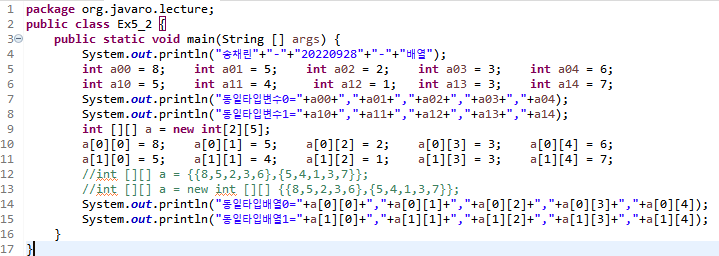 1 package org.javaro.lecture;
2 public class Ex5_2 {
3 public static void main(String [] args) {
4 System.out.println("송채린"+"-"+"20220928"+"-"+"배열");
5 int a00 = 8; int a01 = 5; int a02 = 2; int a03 = 3; int a04 = 6;
6 int a10 = 5; int a11 = 4; int a12 = 1; int a13 = 3; int a14 = 7;
7 System.out.println("동일타입변수0="+a00+","+a01+","+a02+","+a03+","+a04);
8 System.out.println("동일타입변수1="+a10+","+a11+","+a12+","+a13+","+a14);
9 int [][] a = new int[2][5];
10 a[0][0] = 8; a[0][1] = 5; a[0][2] = 2; a[0][3] = 3; a[0][4] = 6;
11 a[1][0] = 5; a[1][1] = 4; a[1][2] = 1; a[1][3] = 3; a[1][4] = 7;
12 //int [][] a = {{8,5,2,3,6},{5,4,1,3,7}};
13 //int [][] a = new int [][] {{8,5,2,3,6},{5,4,1,3,7}};
14 System.out.println("동일타입배열0="+a[0][0]+","+a[0][1]+","+a[0][2]+","+a[0][3]+","+a[0][4]);
15 System.out.println("동일타입배열1="+a[1][0]+","+a[1][1]+","+a[1][2]+","+a[1][3]+","+a[1][4]);
16 }
17 }